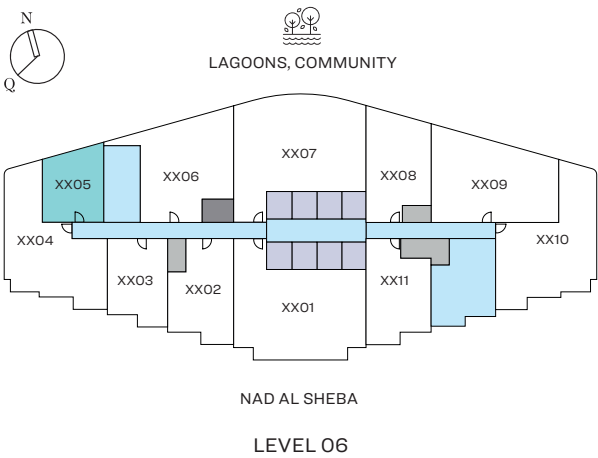 N
Q
LAGOONS, COMMUNITY
XX07
XX05
XX06
XX08
XX09
XX04
XX10
XX03
XX02
XX01
XX11
NAD AL SHEBA
LEVEL 06